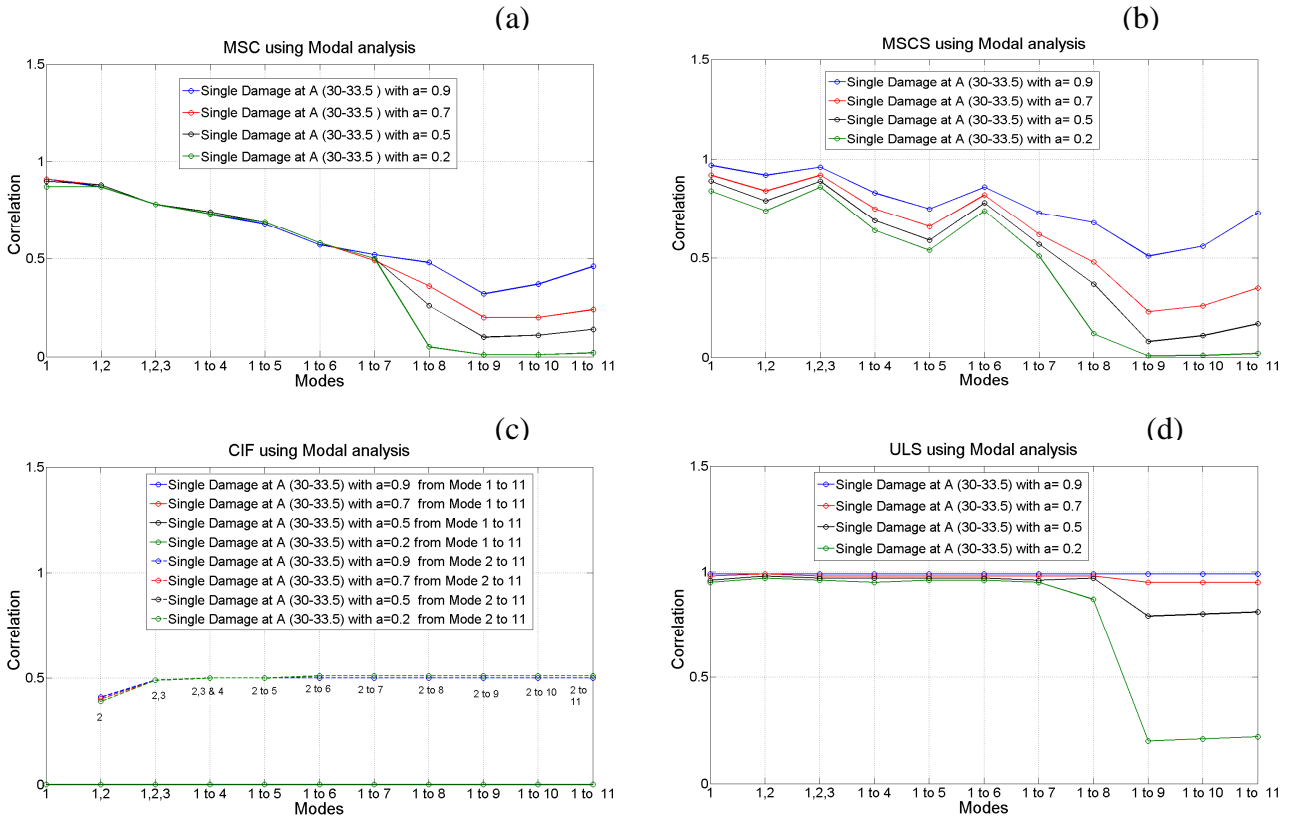 (a)
MSC using Modal analysis
1.5
1
0.5
0
Correlation
Single Damage at A (30-33.5 ) with a= 0.9
Single Damage at A (30-33.5 ) with a= 0.7
Single Damage at A (30-33.5 ) with a= 0.5
Single Damage at A (30-33.5 ) with a= 0.2
1 1,2 1,2,3 1 to 4 1 to 5 1 to 6 1 to 7 1 to 8 1 to 9 1 to 10 1 to 11
Modes
(b)
MSCS using Modal analysis
1.5
1
0.5
0
Correlation
Single Damage at A (30-33.5) with a= 0.9
Single Damage at A (30-33.5) with a= 0.7
Single Damage at A (30-33.5) with a= 0.5
Single Damage at A (30-33.5) with a= 0.2
1 1,2 1,2,3 1 to 4 1 to 5 1 to 6 1 to 7 1 to 8 1 to 9 1 to 10 1 to 11
Modes
(c)
CIF using Modal analysis
1.5
1
0.5
0
Correlation
Single Damage at A (30-33.5) with a=0.9 from Mode 1 to 11
Single Damage at A (30-33.5) with a=0.7 from Mode 1 to 11
Single Damage at A (30-33.5) with a=0.5 from Mode 1 to 11
Single Damage at A (30-33.5) with a=0.2 from Mode 1 to 11
Single Damage at A (30-33.5) with a=0.9 from Mode 2 to 11
Single Damage at A (30-33.5) with a=0.7 from Mode 2 to 11
Single Damage at A (30-33.5) with a=0.5 from Mode 2 to 11
Single Damage at A (30-33.5) with a=0.2 from Mode 2 to 11
2 2,3 2,3 & 4 2 to 5 2 to 6 2 to 7 2 to 8 2 to 9 2 to 10 2 to 11
1 1,2 1,2,3 1 to 4 1 to 5 1 to 6 1 to 7 1 to 8 1 to 9 1 to 10 1 to 11
Modes
(d)
ULS using Modal analysis
1.5
1
0.5
0
Correlation
Single Damage at A (30-33.5) with a= 0.9
Single Damage at A (30-33.5) with a= 0.7
Single Damage at A (30-33.5) with a= 0.5
Single Damage at A (30-33.5) with a= 0.2
1 1,2 1,2,3 1 to 4 1 to 5 1 to 6 1 to 7 1 to 8 1 to 9 1 to 10 1 to 11
Modes